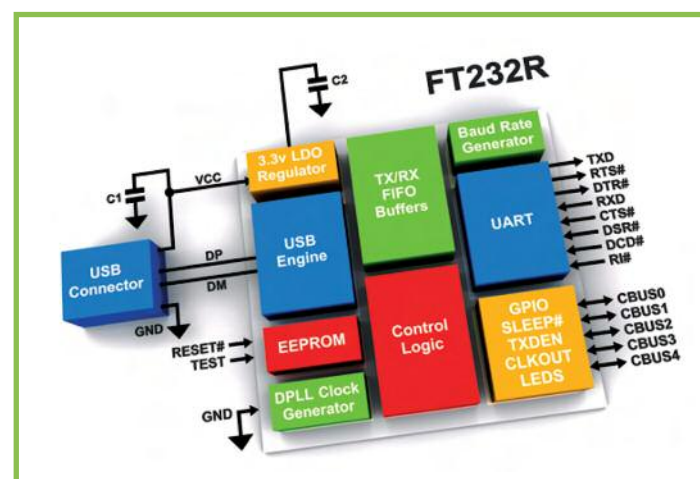 FT232R
C2
C1
VCC
3.3v LDO
Regulator
TX/RX
FIFO
Buffers
Baud Rate
Generator
TXD
RTS#
DTR#
RXD
CTS#
DSR#
DCD#
RI#
UART
USB
Connector
DP
DM
GND
USB
Engine
RESET#
TEST
EEPROM
Control
Logic
GPIO
SLEEP#
TXDEN
CLKOUT
LEDS
CBUS0
CBUS1
CBUS2
CBUS3
CBUS4
GND
DPLL Clock
Generator